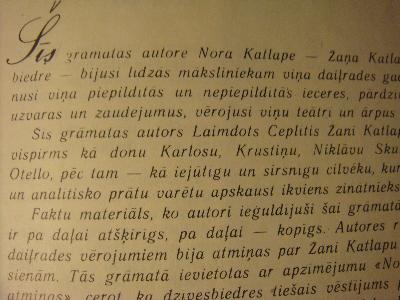 Šīs grāmatas autore Nora Katlape — Žaņa Katla
biedre — bijusi līdzās māksliniekam viņa daiļrades gad
nusi viņa piepildītās un nepiepildītās ieceres, pārdzīv
uzvaras un zaudējumus, vērojusi viņu teātrī un ārpus
Šīs grāmatas autors Laimdots Ceplītis Žani Katlap
vispirms kā donu Karlosu, Krustiņu, Niklāvu Sku
Otello, pēc tam — kā iejūtīgu un sirsnīgu cilvēku, kur
un analītisko prātu varētu apskaust ikviens zinātnieks
Faktu materiāls, ko autori ieguldījuši šai grāmatā
ir pa daļai atšķirīgs, pa daļai — kopīgs. Autores r
daiļrades vērojumiem bija atmiņas par Žani Katlapu
sienām. Tās grāmatā ievietotas ar apzīmējumu «No
atmiņas», cerot, ka dzīvesbiedres tiešais vēstījums p